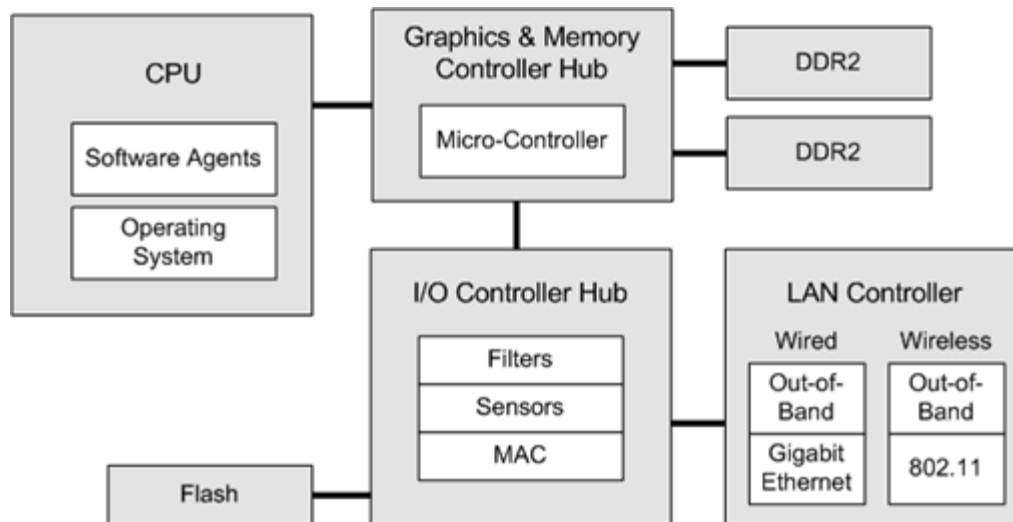 CPU
Software Agents
Operating
System
Graphics & Memory
Controller Hub
Micro-Controller
DDR2
DDR2
I/O Controller Hub
Filters
Sensors
MAC
Flash
LAN Controller
Wired
Out-of-
Band
Gigabit
Ethernet
Wireless
Out-of-
Band
802.11